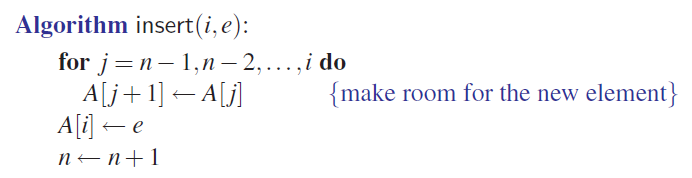 Algorithm insert(i,e):
for j = n − 1, n − 2, ..., i do
A[j+1] ← A[j] {make room for the new element}
A[i] ← e
n ← n+1